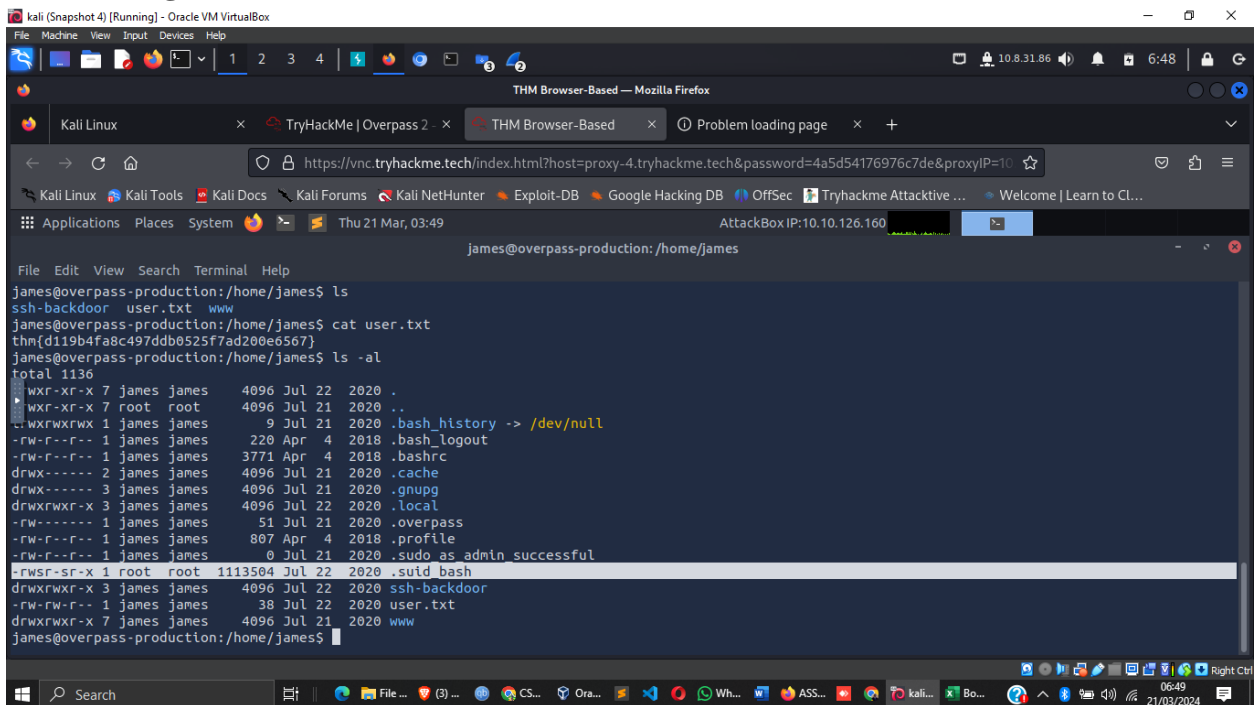 kali (Snapshot 4) [Running] - Oracle VM VirtualBox
File Machine View Input Devices Help
1 2 3 4 10.8.31.86 6:48
THM Browser-Based — Mozilla Firefox
Kali Linux TryHackMe | Overpass 2 - THM Browser-Based Problem loading page
https://vnc.tryhackme.tech/index.html?host=proxy-4.tryhackme.tech&password=4a5d54176976c7de&proxyIP=10.
Kali Linux Kali Tools Kali Docs Kali Forums Kali NetHunter Exploit-DB Google Hacking DB OffSec Tryhackme Attacktive ... Welcome | Learn to Cl...
Applications Places System Thu 21 Mar, 03:49 AttackBox IP:10.10.126.160
james@overpass-production: /home/james
File Edit View Search Terminal Help
james@overpass-production:/home/james$ ls
ssh-backdoor user.txt www
james@overpass-production:/home/james$ cat user.txt
thm{d119b4fa8c497ddb0525f7ad200e6567}
james@overpass-production:/home/james$ ls -al
total 1136
rwxr-xr-x 7 james james 4096 Jul 22 2020 .
rwxr-xr-x 7 root root 4096 Jul 21 2020 ..
lrwxrwxrwx 1 james james 9 Jul 21 2020 .bash_history -> /dev/null
-rw-r--r-- 1 james james 220 Apr 4 2018 .bash_logout
-rw-r--r-- 1 james james 3771 Apr 4 2018 .bashrc
drwx------ 2 james james 4096 Jul 21 2020 .cache
drwx------ 3 james james 4096 Jul 21 2020 .gnupg
drwxrwxr-x 3 james james 4096 Jul 22 2020 .local
-rw------- 1 james james 51 Jul 21 2020 .overpass
-rw-r--r-- 1 james james 807 Apr 4 2018 .profile
-rw-r--r-- 1 james james 0 Jul 21 2020 .sudo_as_admin_successful
-rwsr-sr-x 1 root root 1113504 Jul 22 2020 .suid_bash
drwxrwxr-x 3 james james 4096 Jul 22 2020 ssh-backdoor
-rw-rw-r-- 1 james james 38 Jul 22 2020 user.txt
drwxrwxr-x 7 james james 4096 Jul 21 2020 www
james@overpass-production:/home/james$
Right Ctrl
Search File ... (3) ... CS... Ora... Wh... ASS... kali... Bo... 06:49
21/03/2024